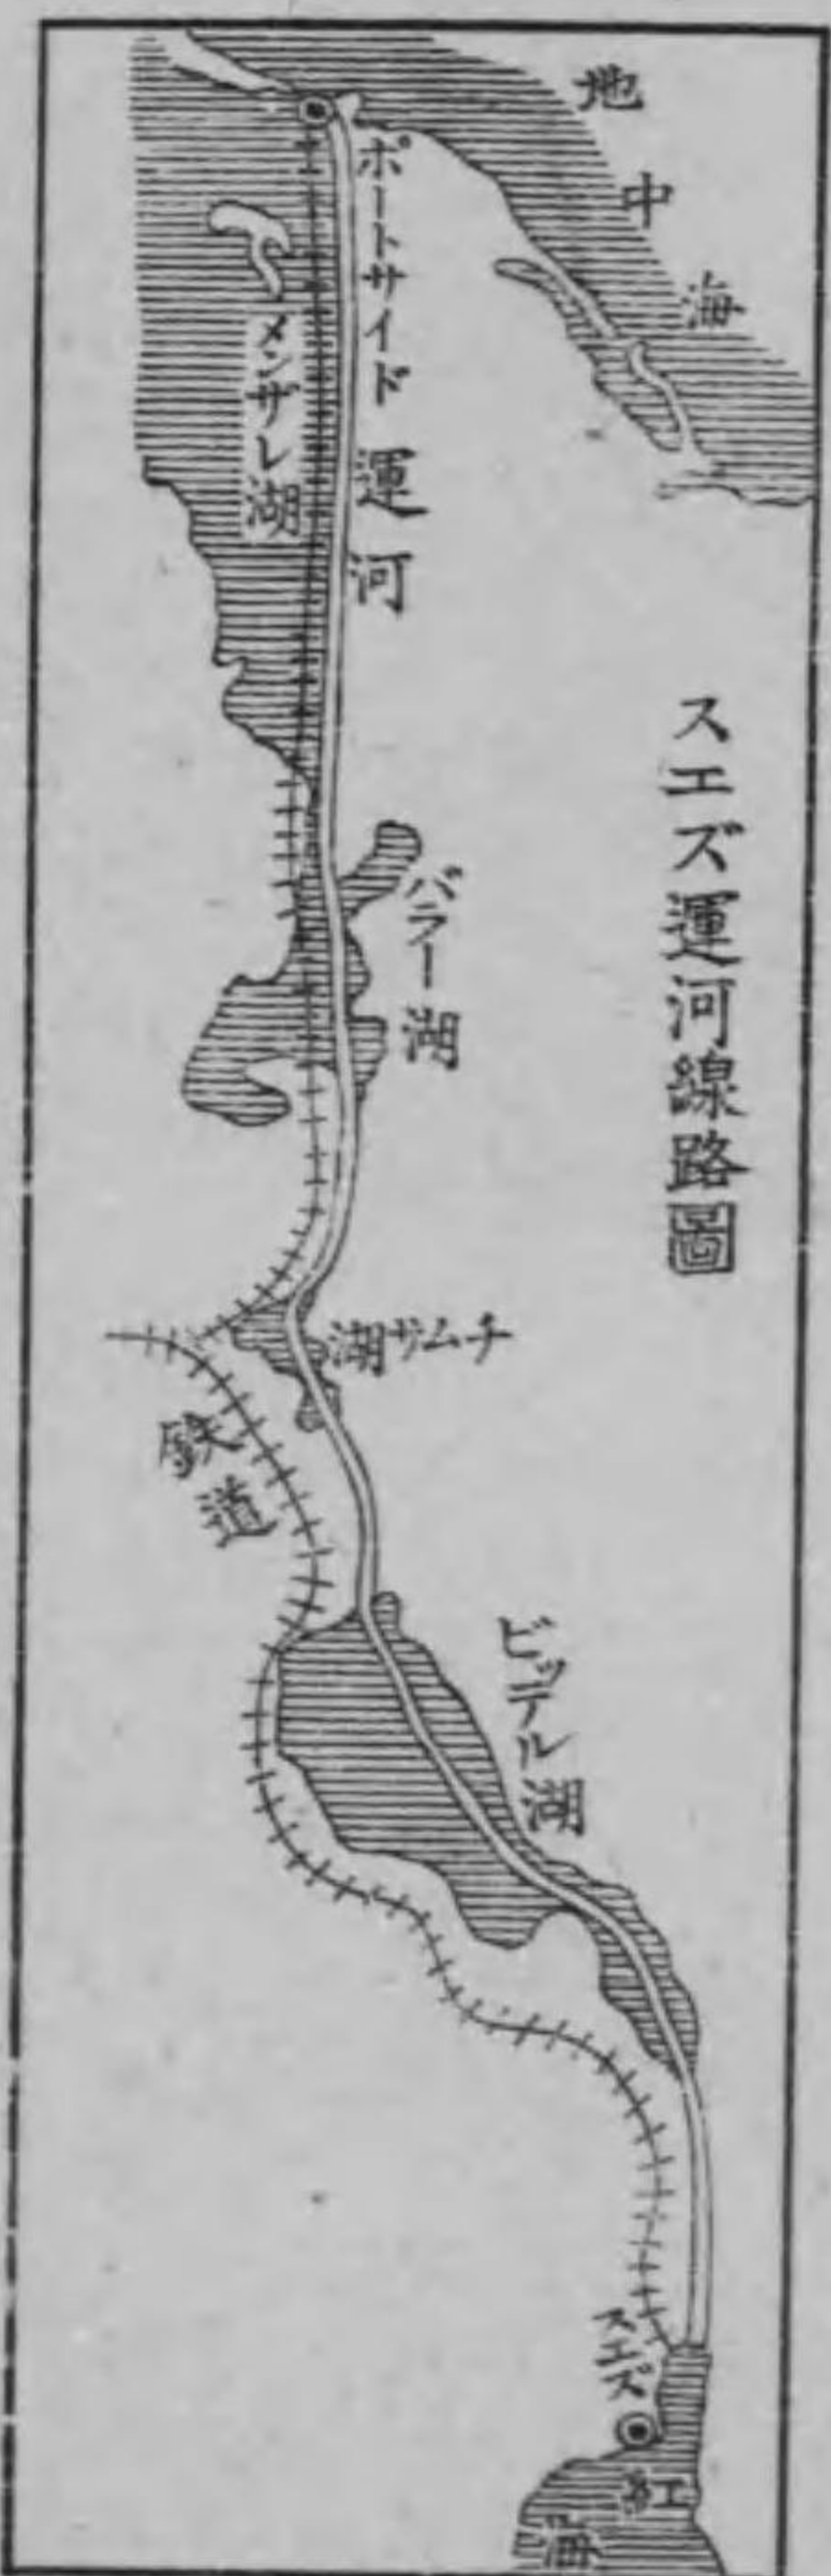 スエズ運河線路圖
地中海
ポートサイド
運河
メンザレ湖
バラー湖
チムサ湖
鉄道
ビッテル湖
スエズ
紅海